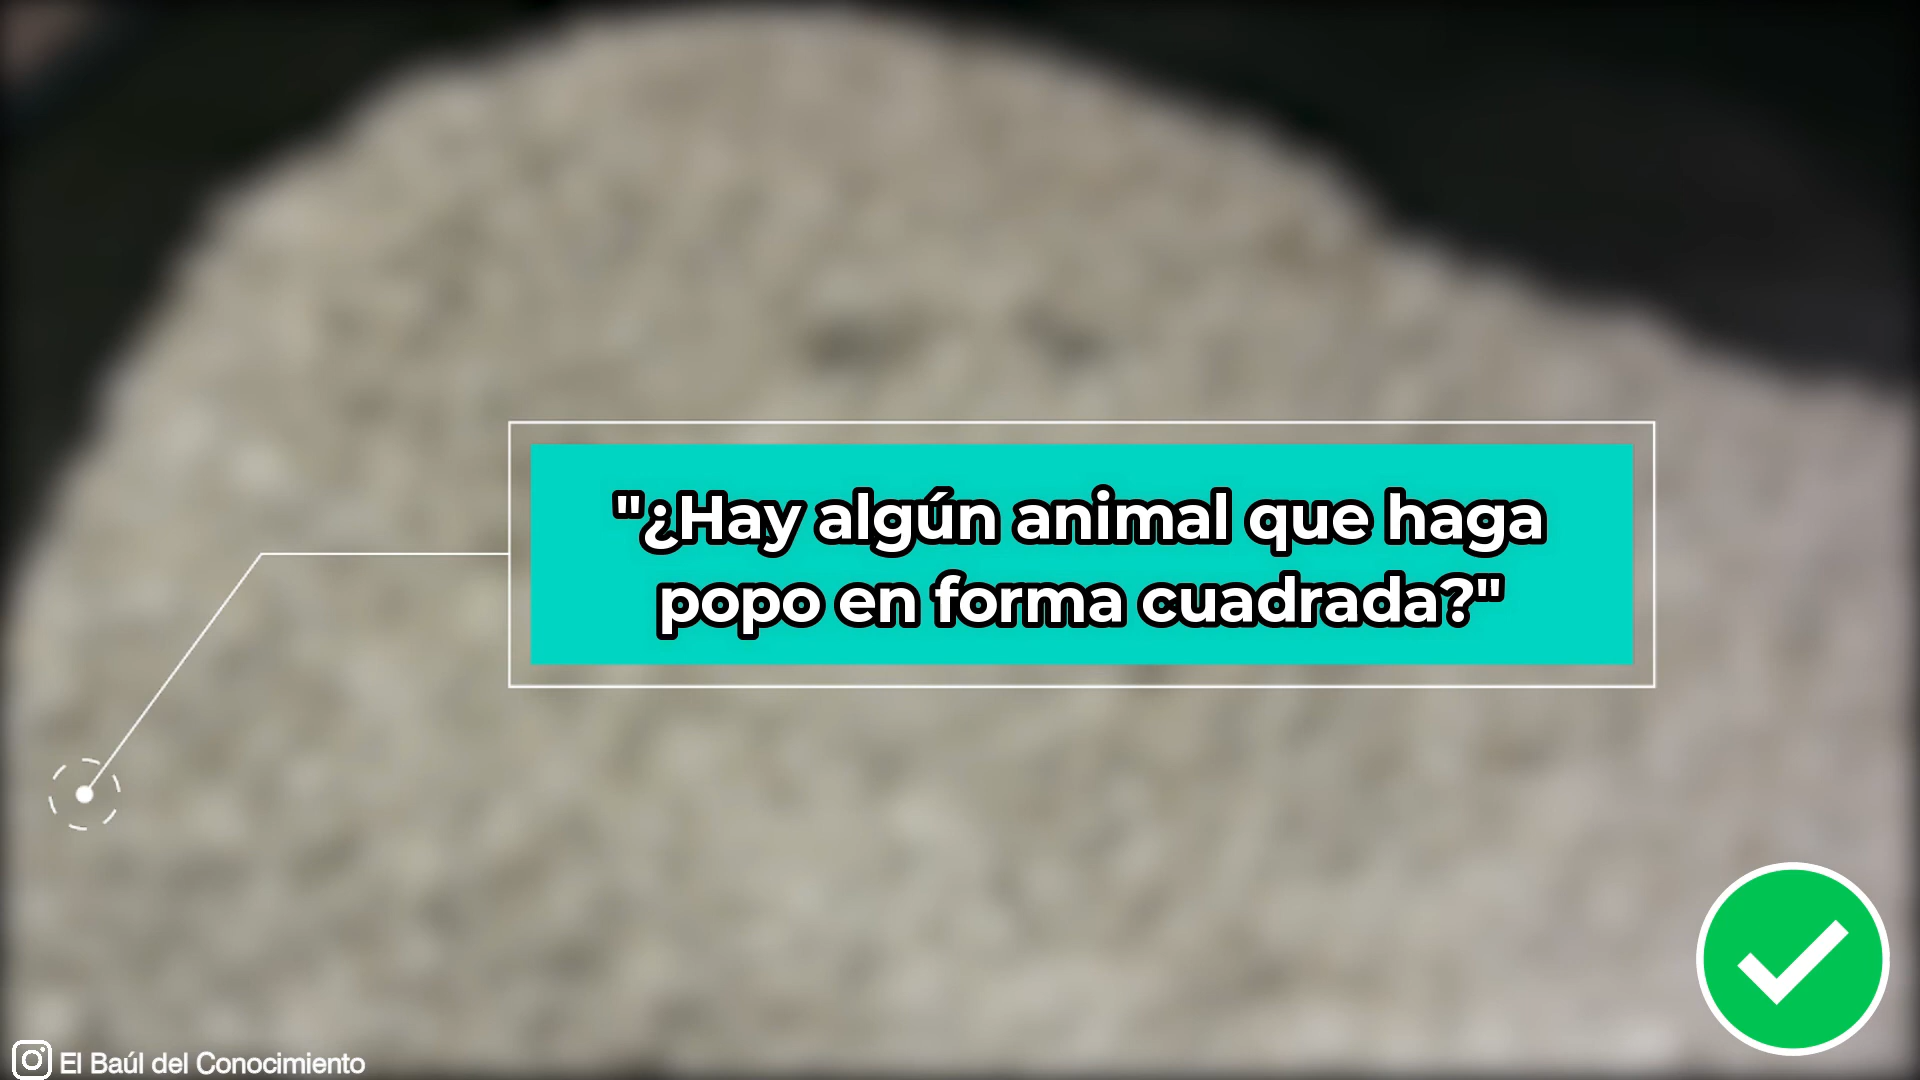 "¿Hay algún animal que haga
popo en forma cuadrada?"
El Baúl del Conocimiento